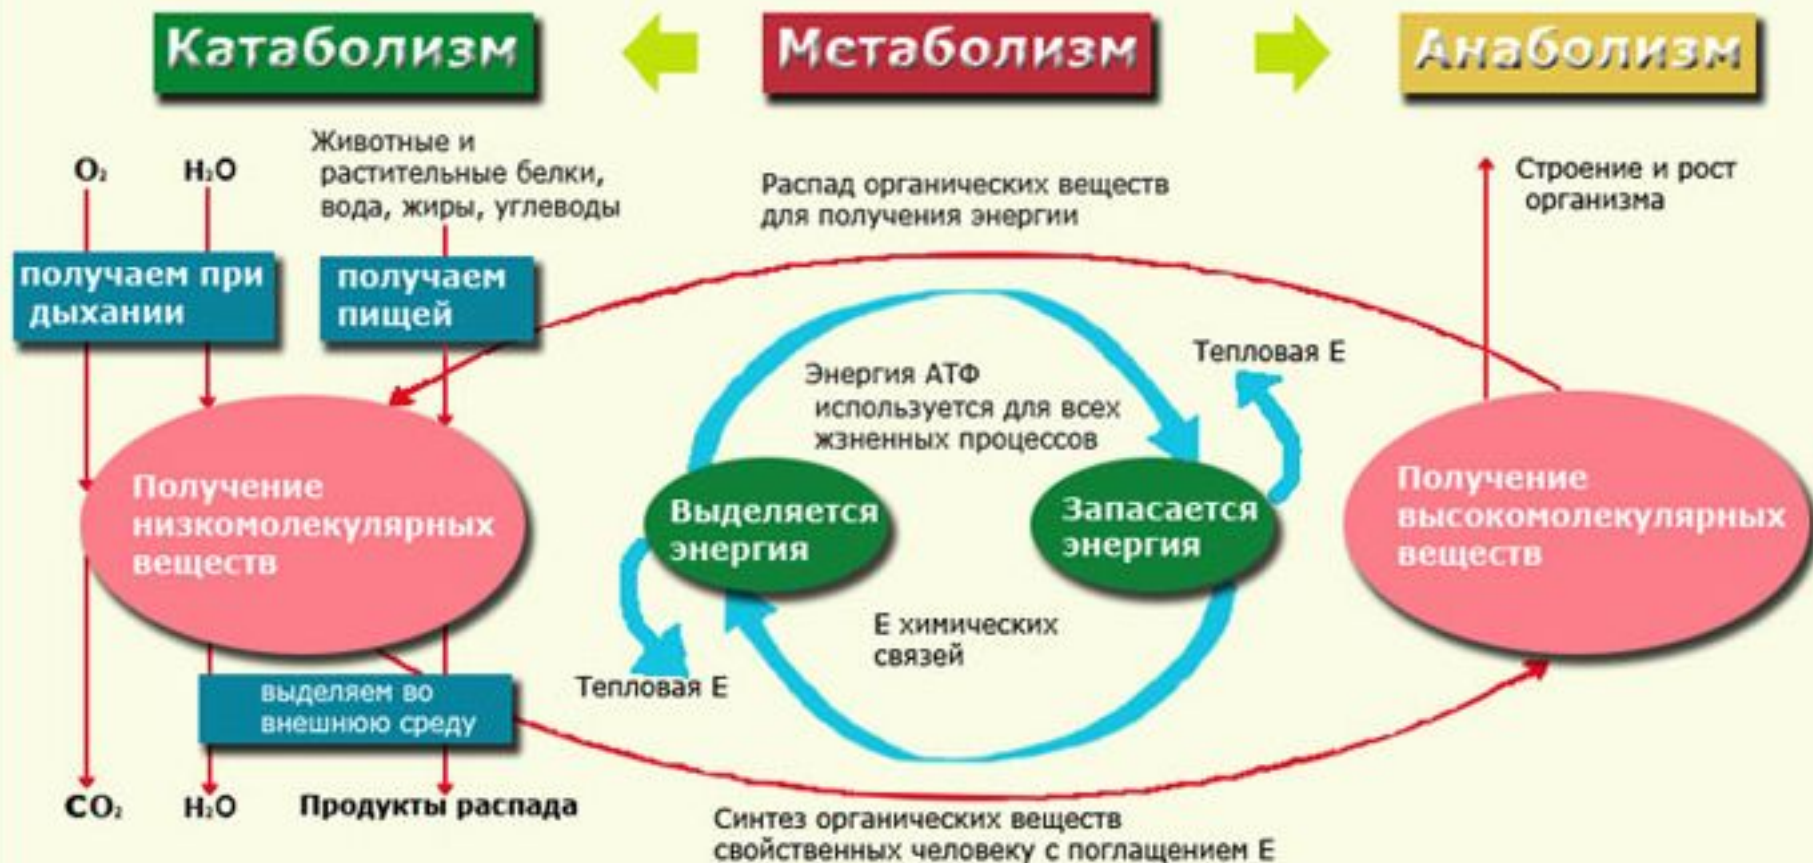 Катаболизм
Метаболизм
Анаболизм
O₂
H₂O
Животные и
растительные белки,
вода, жиры, углеводы
Распад органических веществ
для получения энергии
Строение и рост
организма
получаем при
дыхании
получаем
пищей
Тепловая Е
Энергия АТФ
используется для всех
жзненных процессов
Получение
низкомолекулярных
веществ
Выделяется
энергия
Запасается
энергия
Получение
высокомолекулярных
веществ
Е химических
связей
Тепловая Е
выделяем во
внешнюю среду
CO₂
H₂O
Продукты распада
Синтез органических веществ
свойственных человеку с поглащением Е